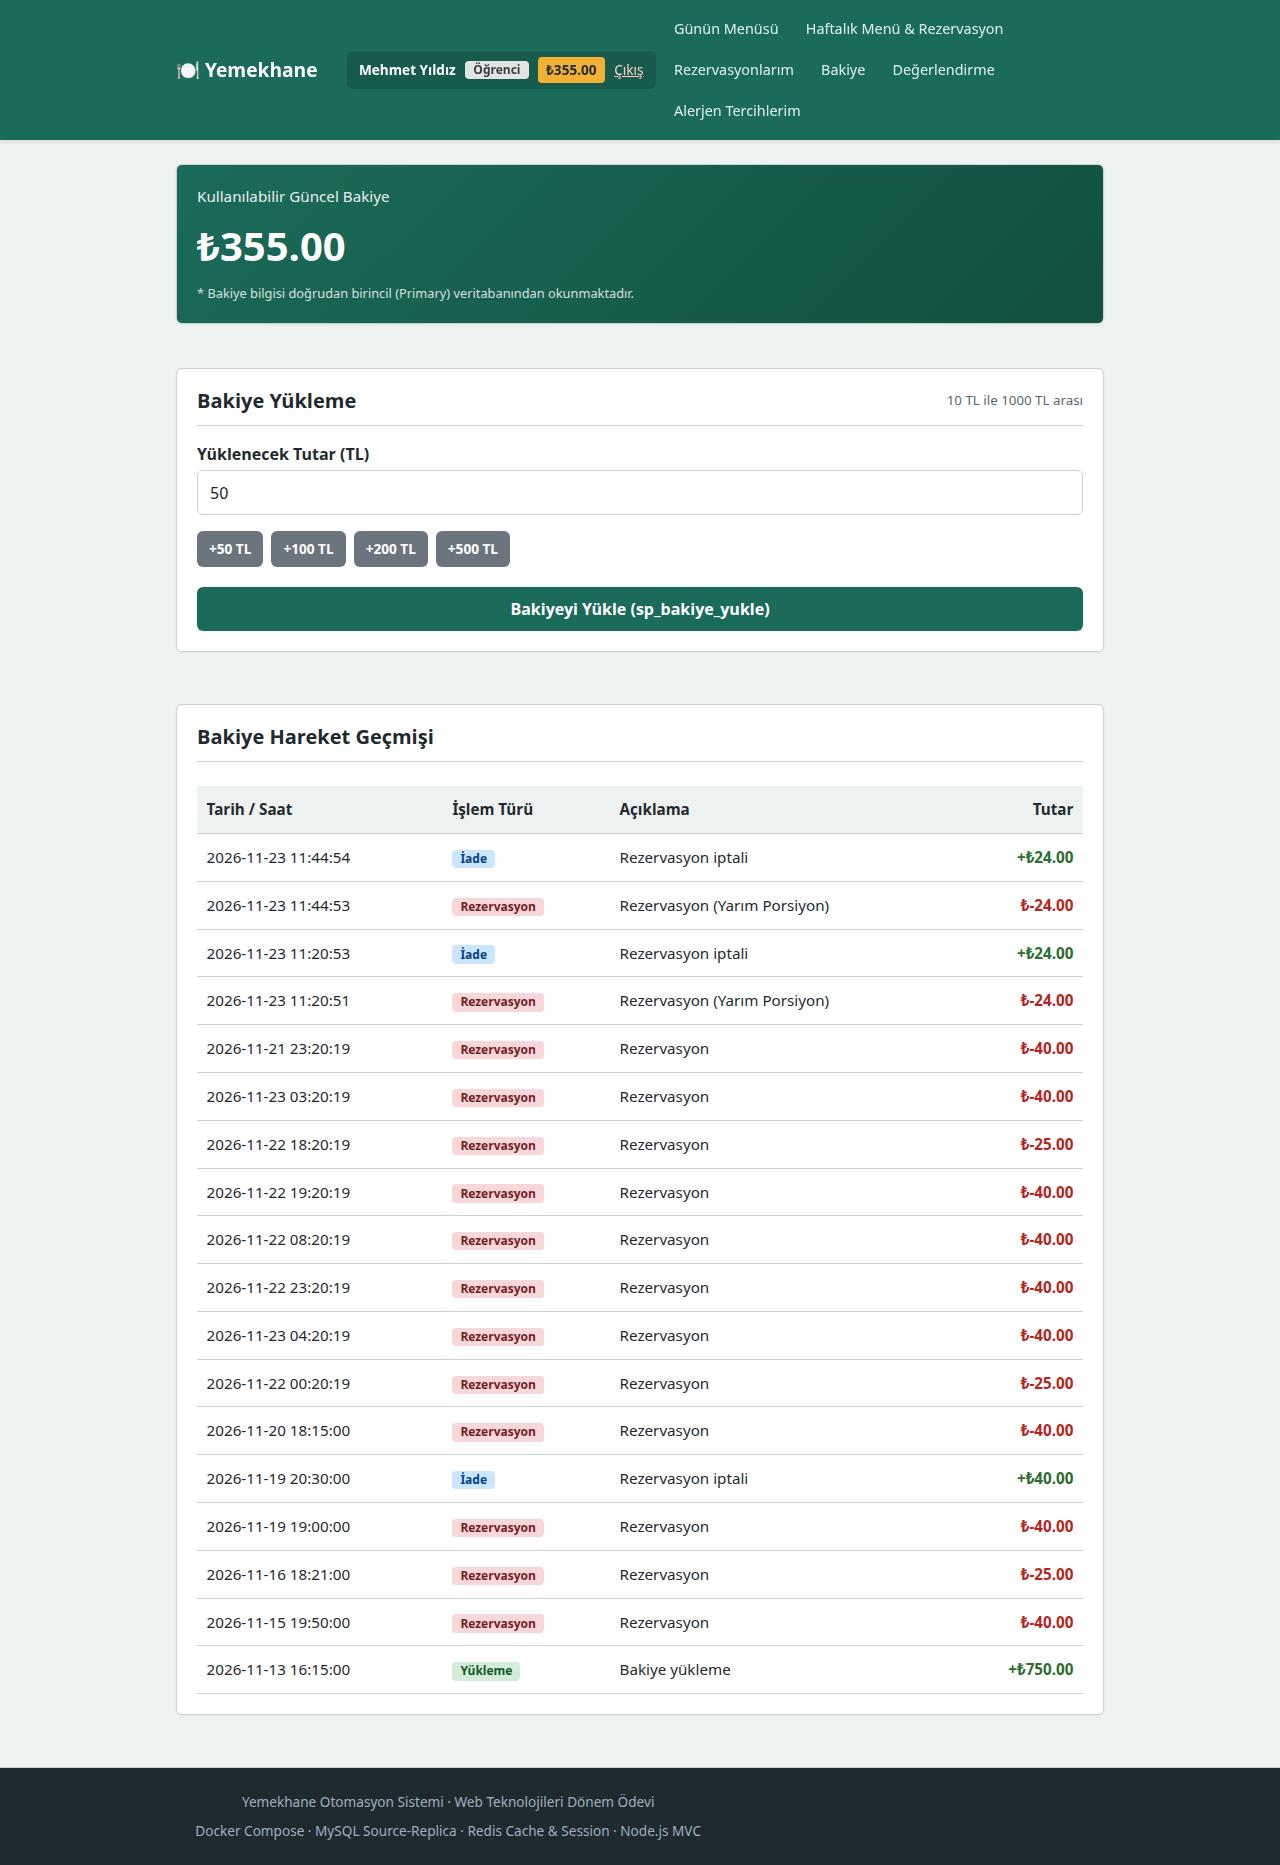 Günün Menüsü Haftalık Menü & Rezervasyon
🍽️ Yemekhane Mehmet Yıldız Öğrenci ₺355.00 Çıkış Rezervasyonlarım Bakiye Değerlendirme
Alerjen Tercihlerim
Kullanılabilir Güncel Bakiye
₺355.00
* Bakiye bilgisi doğrudan birincil (Primary) veritabanından okunmaktadır.
Bakiye Yükleme 10 TL ile 1000 TL arası
Yüklenecek Tutar (TL)
50
+50 TL +100 TL +200 TL +500 TL
Bakiyeyi Yükle (sp_bakiye_yukle)
Bakiye Hareket Geçmişi
Tarih / Saat İşlem Türü Açıklama Tutar
2026-11-23 11:44:54 İade Rezervasyon iptali +₺24.00
2026-11-23 11:44:53 Rezervasyon Rezervasyon (Yarım Porsiyon) ₺-24.00
2026-11-23 11:20:53 İade Rezervasyon iptali +₺24.00
2026-11-23 11:20:51 Rezervasyon Rezervasyon (Yarım Porsiyon) ₺-24.00
2026-11-21 23:20:19 Rezervasyon Rezervasyon ₺-40.00
2026-11-23 03:20:19 Rezervasyon Rezervasyon ₺-40.00
2026-11-22 18:20:19 Rezervasyon Rezervasyon ₺-25.00
2026-11-22 19:20:19 Rezervasyon Rezervasyon ₺-40.00
2026-11-22 08:20:19 Rezervasyon Rezervasyon ₺-40.00
2026-11-22 23:20:19 Rezervasyon Rezervasyon ₺-40.00
2026-11-23 04:20:19 Rezervasyon Rezervasyon ₺-40.00
2026-11-22 00:20:19 Rezervasyon Rezervasyon ₺-25.00
2026-11-20 18:15:00 Rezervasyon Rezervasyon ₺-40.00
2026-11-19 20:30:00 İade Rezervasyon iptali +₺40.00
2026-11-19 19:00:00 Rezervasyon Rezervasyon ₺-40.00
2026-11-16 18:21:00 Rezervasyon Rezervasyon ₺-25.00
2026-11-15 19:50:00 Rezervasyon Rezervasyon ₺-40.00
2026-11-13 16:15:00 Yükleme Bakiye yükleme +₺750.00
Yemekhane Otomasyon Sistemi · Web Teknolojileri Dönem Ödevi
Docker Compose · MySQL Source-Replica · Redis Cache & Session · Node.js MVC